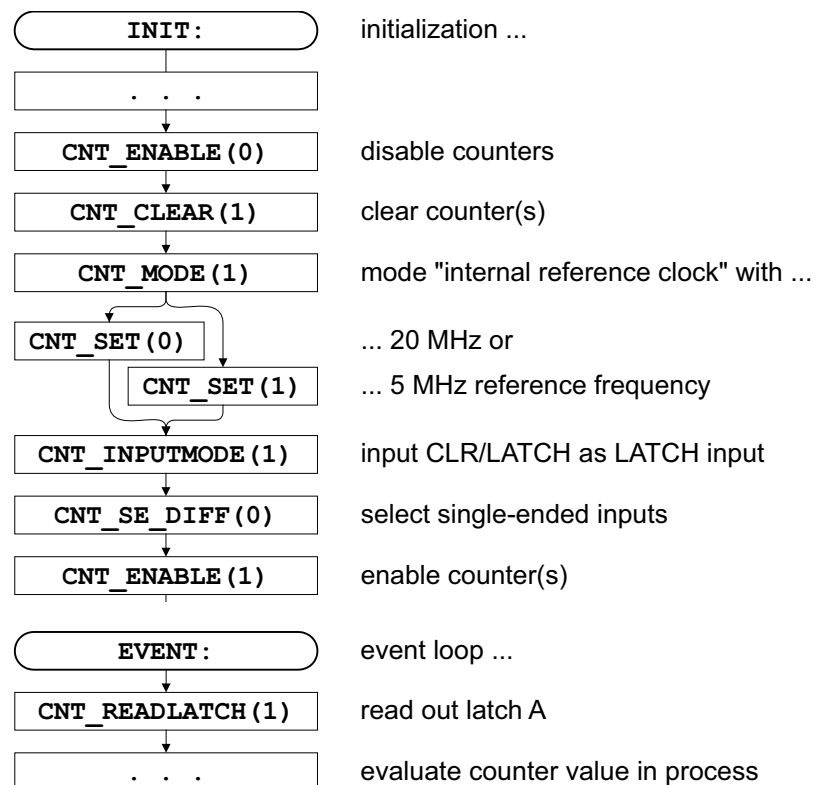 INIT: initialization ...
. . .
CNT_ENABLE(0) disable counters
CNT_CLEAR(1) clear counter(s)
CNT_MODE(1) mode "internal reference clock" with ...
CNT_SET(0) ... 20 MHz or
CNT_SET(1) ... 5 MHz reference frequency
CNT_INPUTMODE(1) input CLR/LATCH as LATCH input
CNT_SE_DIFF(0) select single-ended inputs
CNT_ENABLE(1) enable counter(s)
EVENT: event loop ...
CNT_READLATCH(1) read out latch A
. . . evaluate counter value in process